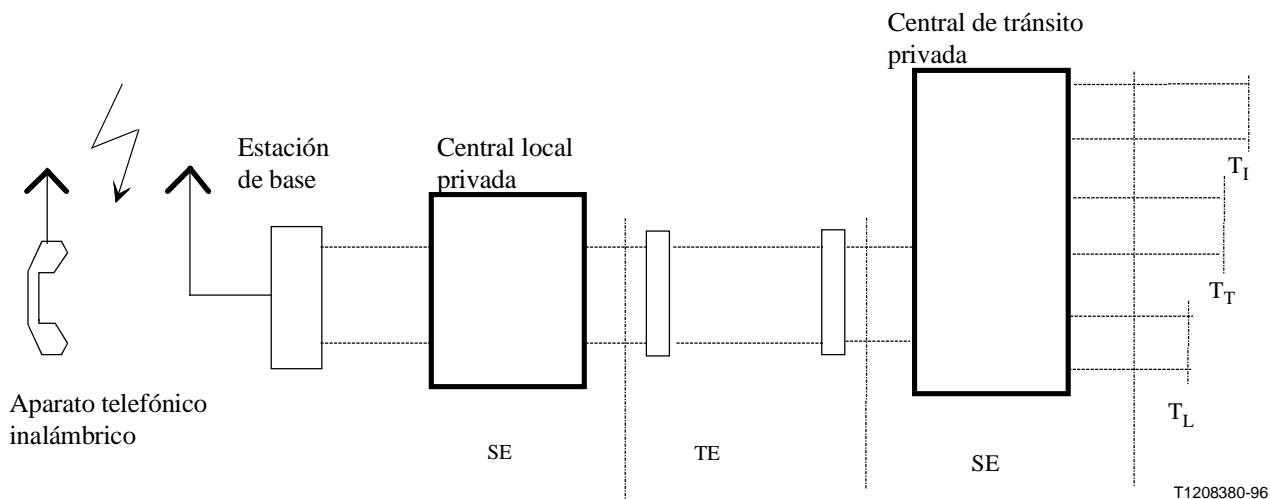 Central de tránsito
privada
Estación
de base
Central local
privada
T_I
T_T
Aparato telefónico
inalámbrico
T_L
SE
TE
SE
T1208380-96